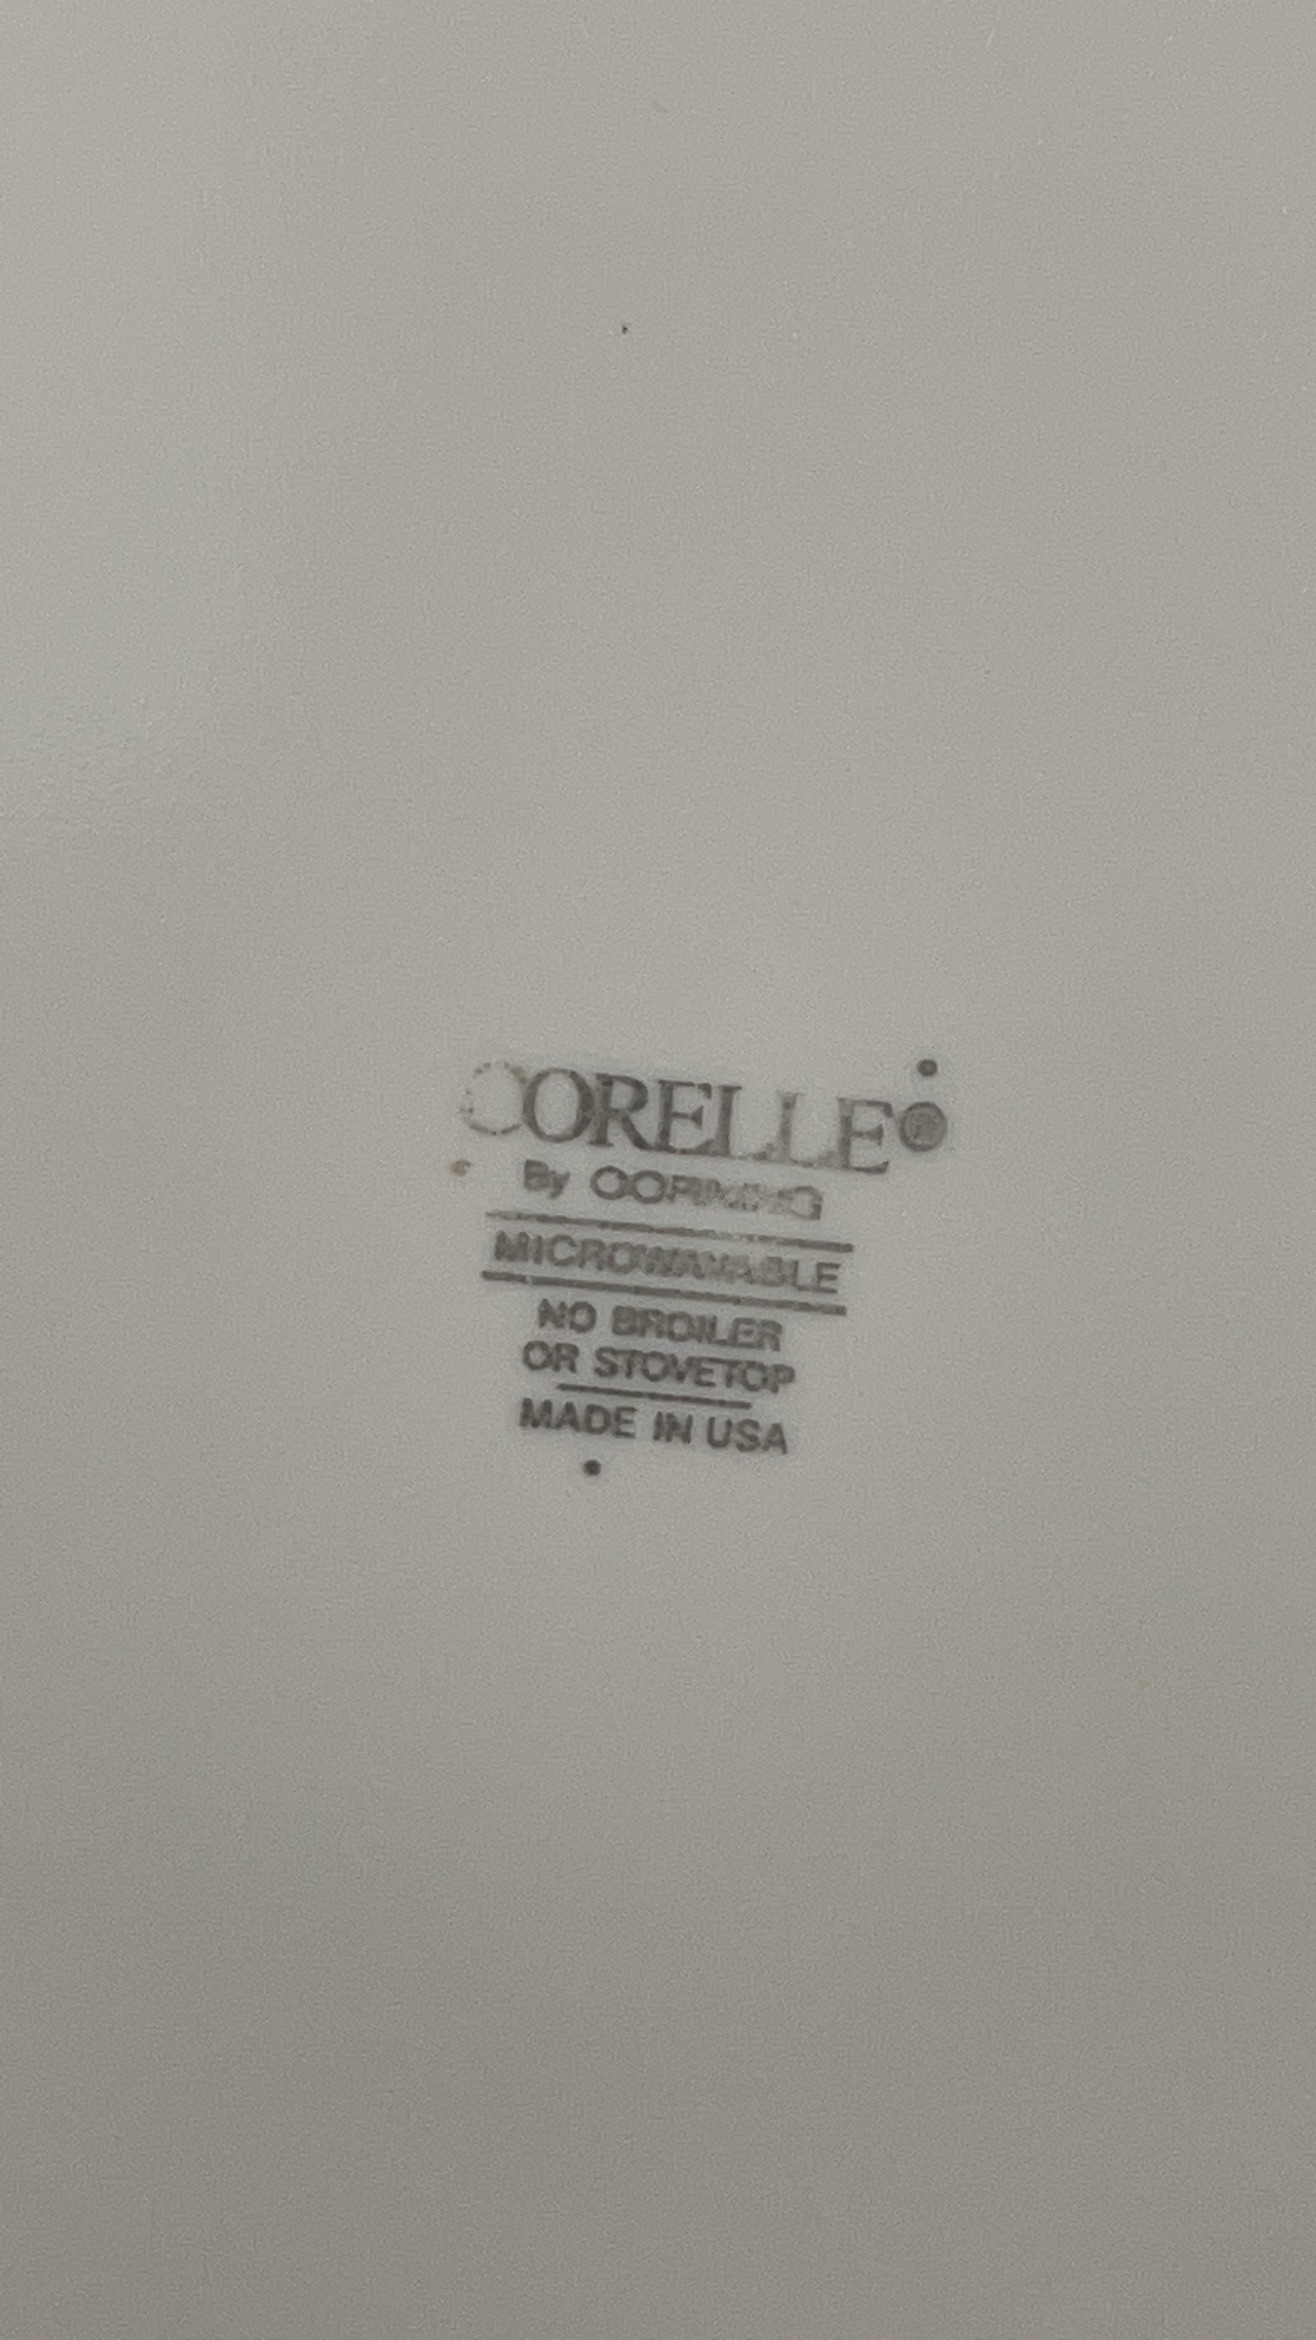 CORELLE®
By CORNING
MICROWAVABLE
NO BROILER
OR STOVETOP
MADE IN USA